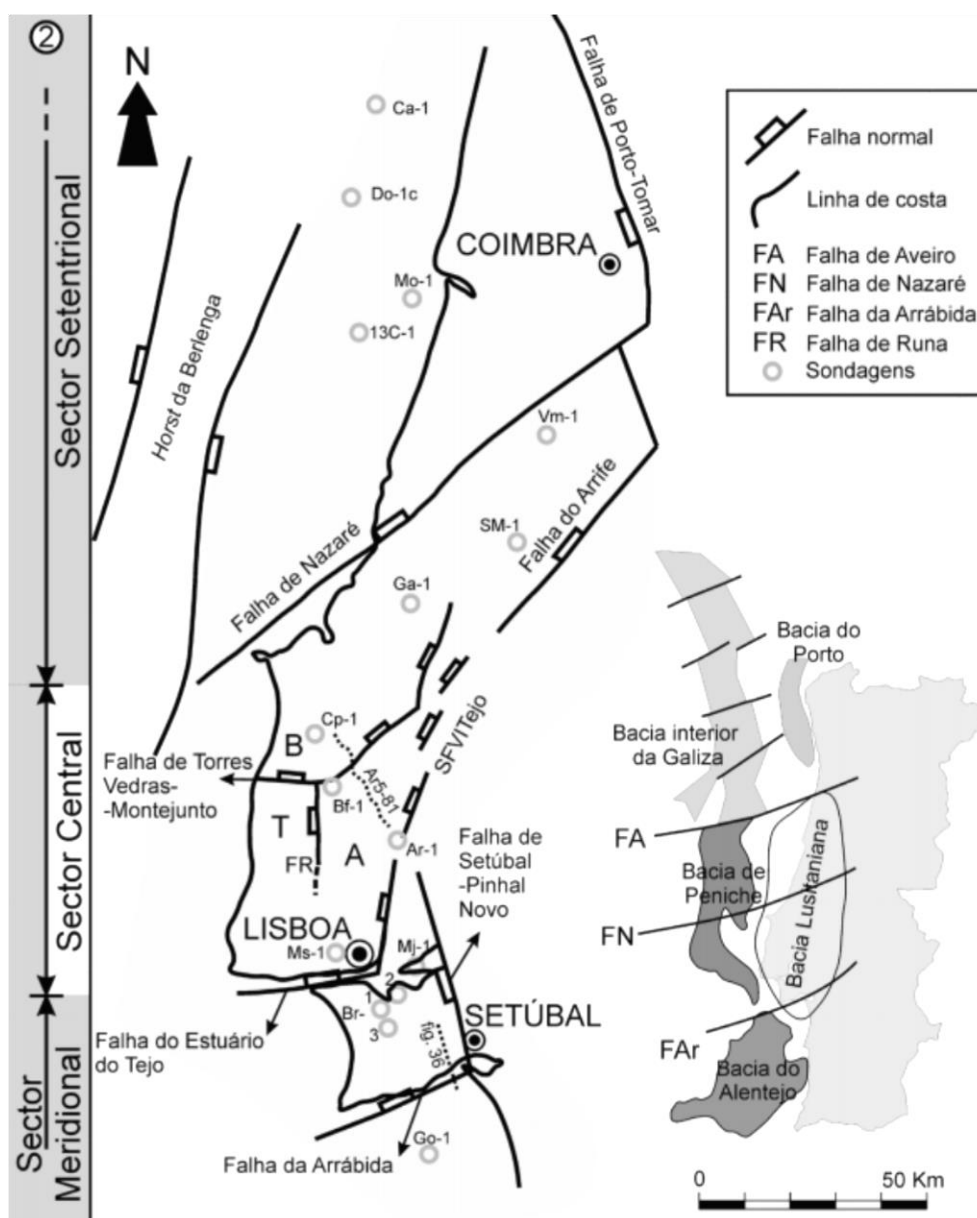 2
Sector Setentrional
Sector Central
Sector
Meridional
N
Ca-1
Do-1c
Mo-1
13C-1
COIMBRA
Falha de Porto-Tomar
Horst da Berlenga
Vm-1
SM-1
Falha do Arrife
Falha de Nazaré
Ga-1
Cp-1
B
Falha de Torres
Vedras-
-Montejunto
Bf-1
Ar5-81
SFVITejo
T
A
FR
Ar-1
Falha de
Setúbal
-Pinhal
Novo
LISBOA
Ms-1
Mj-1
2
1
Br-
3
SETÚBAL
fig. 36
Falha do Estuário
do Tejo
Falha da Arrábida
Go-1
Falha normal
Linha de costa
FA Falha de Aveiro
FN Falha de Nazaré
FAr Falha da Arrábida
FR Falha de Runa
Sondagens
Bacia do
Porto
Bacia interior
da Galiza
FA
Bacia de
Peniche
Bacia Lusitaniana
FN
FAr
Bacia do
Alentejo
0 50 Km